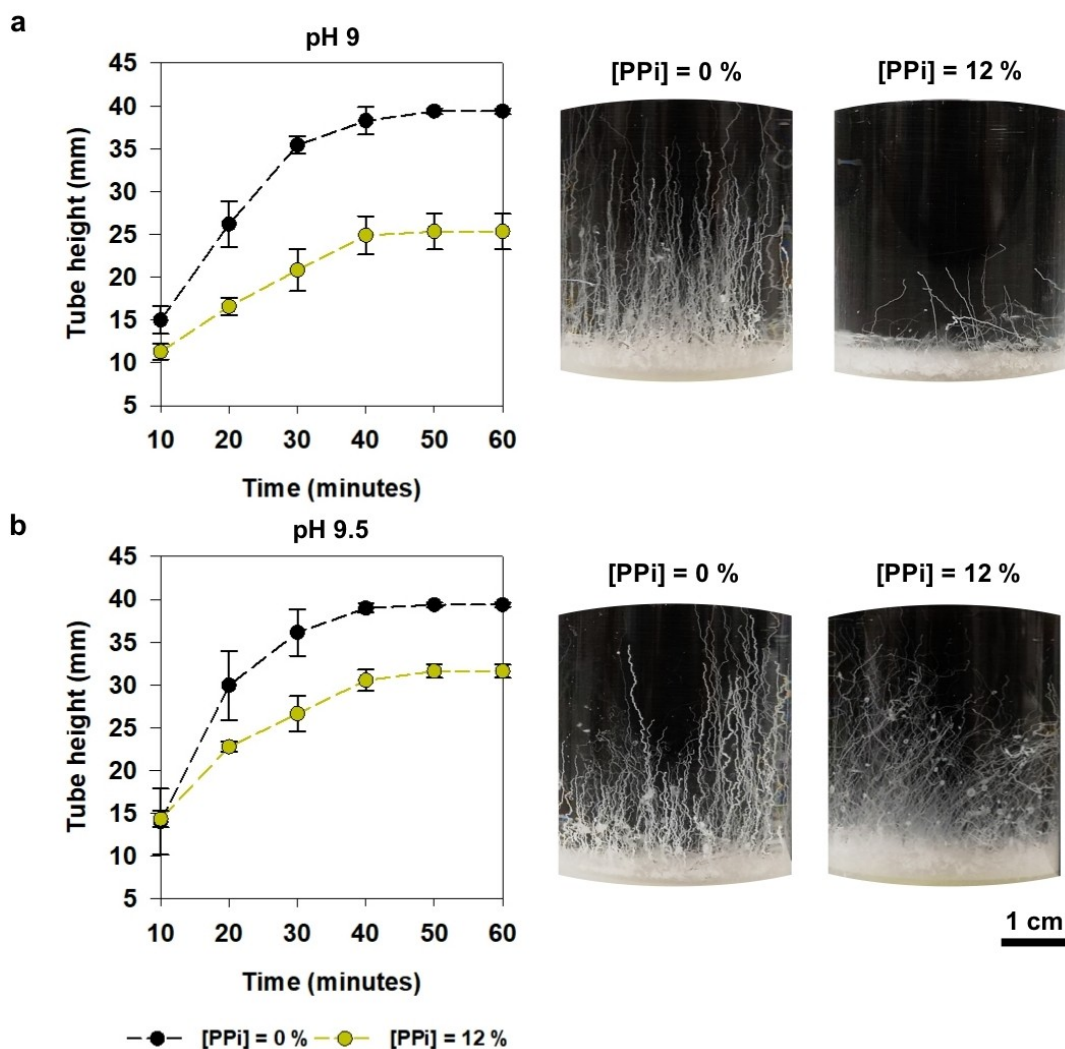 a
pH 9
Tube height (mm)
45
40
35
30
25
20
15
10
5
10 20 30 40 50 60
Time (minutes)
[PPi] = 0 %
[PPi] = 12 %
b
pH 9.5
Tube height (mm)
45
40
35
30
25
20
15
10
5
10 20 30 40 50 60
Time (minutes)
[PPi] = 0 %
[PPi] = 12 %
1 cm
[PPi] = 0 % [PPi] = 12 %